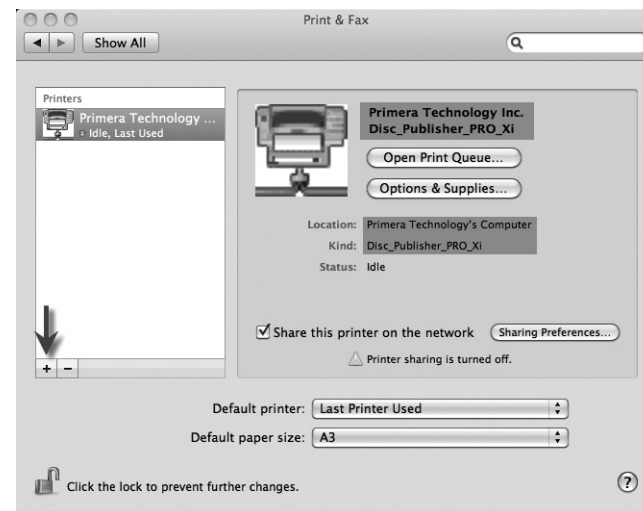 Print & Fax
Show All
Printers
Primera Technology ...
Idle, Last Used
Primera Technology Inc.
Disc_Publisher_PRO_Xi
Open Print Queue...
Options & Supplies...
Location: Primera Technology's Computer
Kind: Disc_Publisher_PRO_Xi
Status: Idle
Share this printer on the network Sharing Preferences...
Printer sharing is turned off.
+ −
Default printer: Last Printer Used
Default paper size: A3
Click the lock to prevent further changes. ?